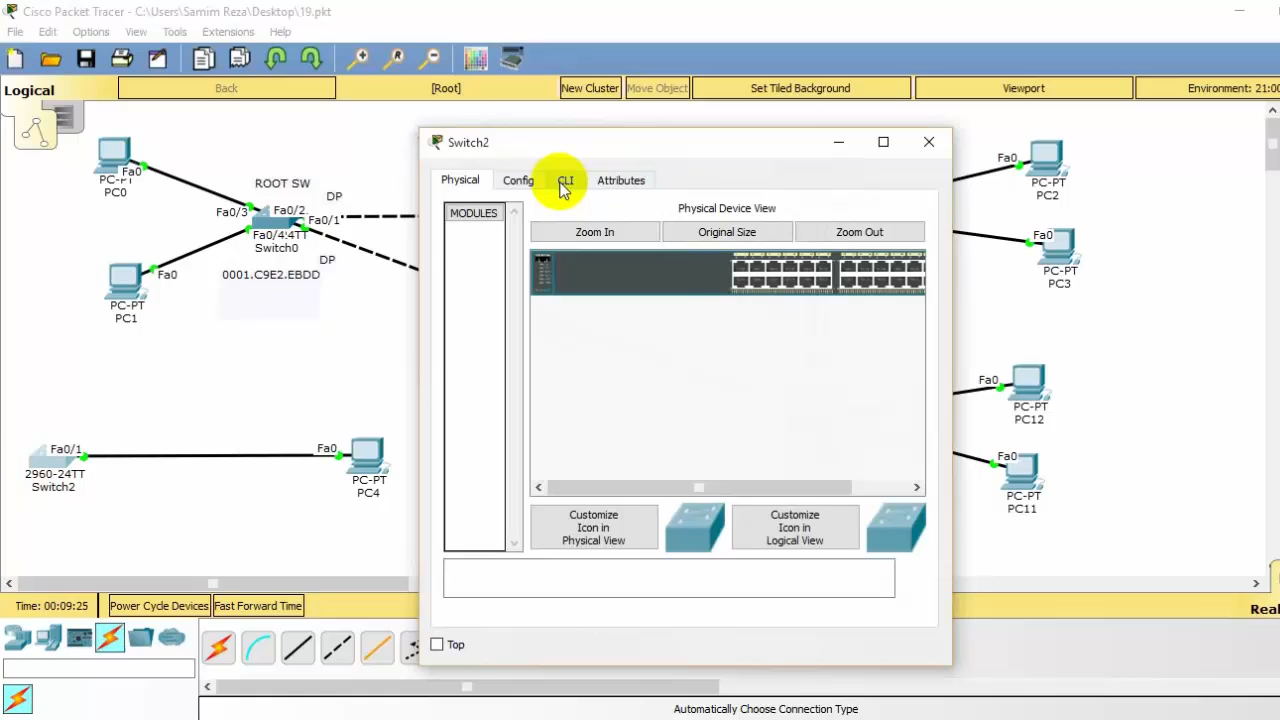 Cisco Packet Tracer - C:\Users\Samim Reza\Desktop\19.pkt
File Edit Options View Tools Extensions Help
Logical Back [Root] New Cluster Move Object Set Tiled Background Viewport Environment: 21:00
Switch2
Physical Config CLI Attributes
MODULES
Physical Device View
Zoom In Original Size Zoom Out
Customize
Icon in
Physical View
Customize
Icon in
Logical View
Top
Fa0
PC-PT
PC0
ROOT SW
DP
Fa0/3
Fa0/2
Fa0/1
Fa0/4:4TT
Switch0
DP
0001.C9E2.EBDD
Fa0
PC-PT
PC1
Fa0/1
2960-24TT
Switch2
Fa0
PC-PT
PC4
Fa0
PC-PT
PC2
Fa0
PC-PT
PC3
Fa0
PC-PT
PC12
Fa0
PC-PT
PC11
Time: 00:09:25 Power Cycle Devices Fast Forward Time Rea
Automatically Choose Connection Type